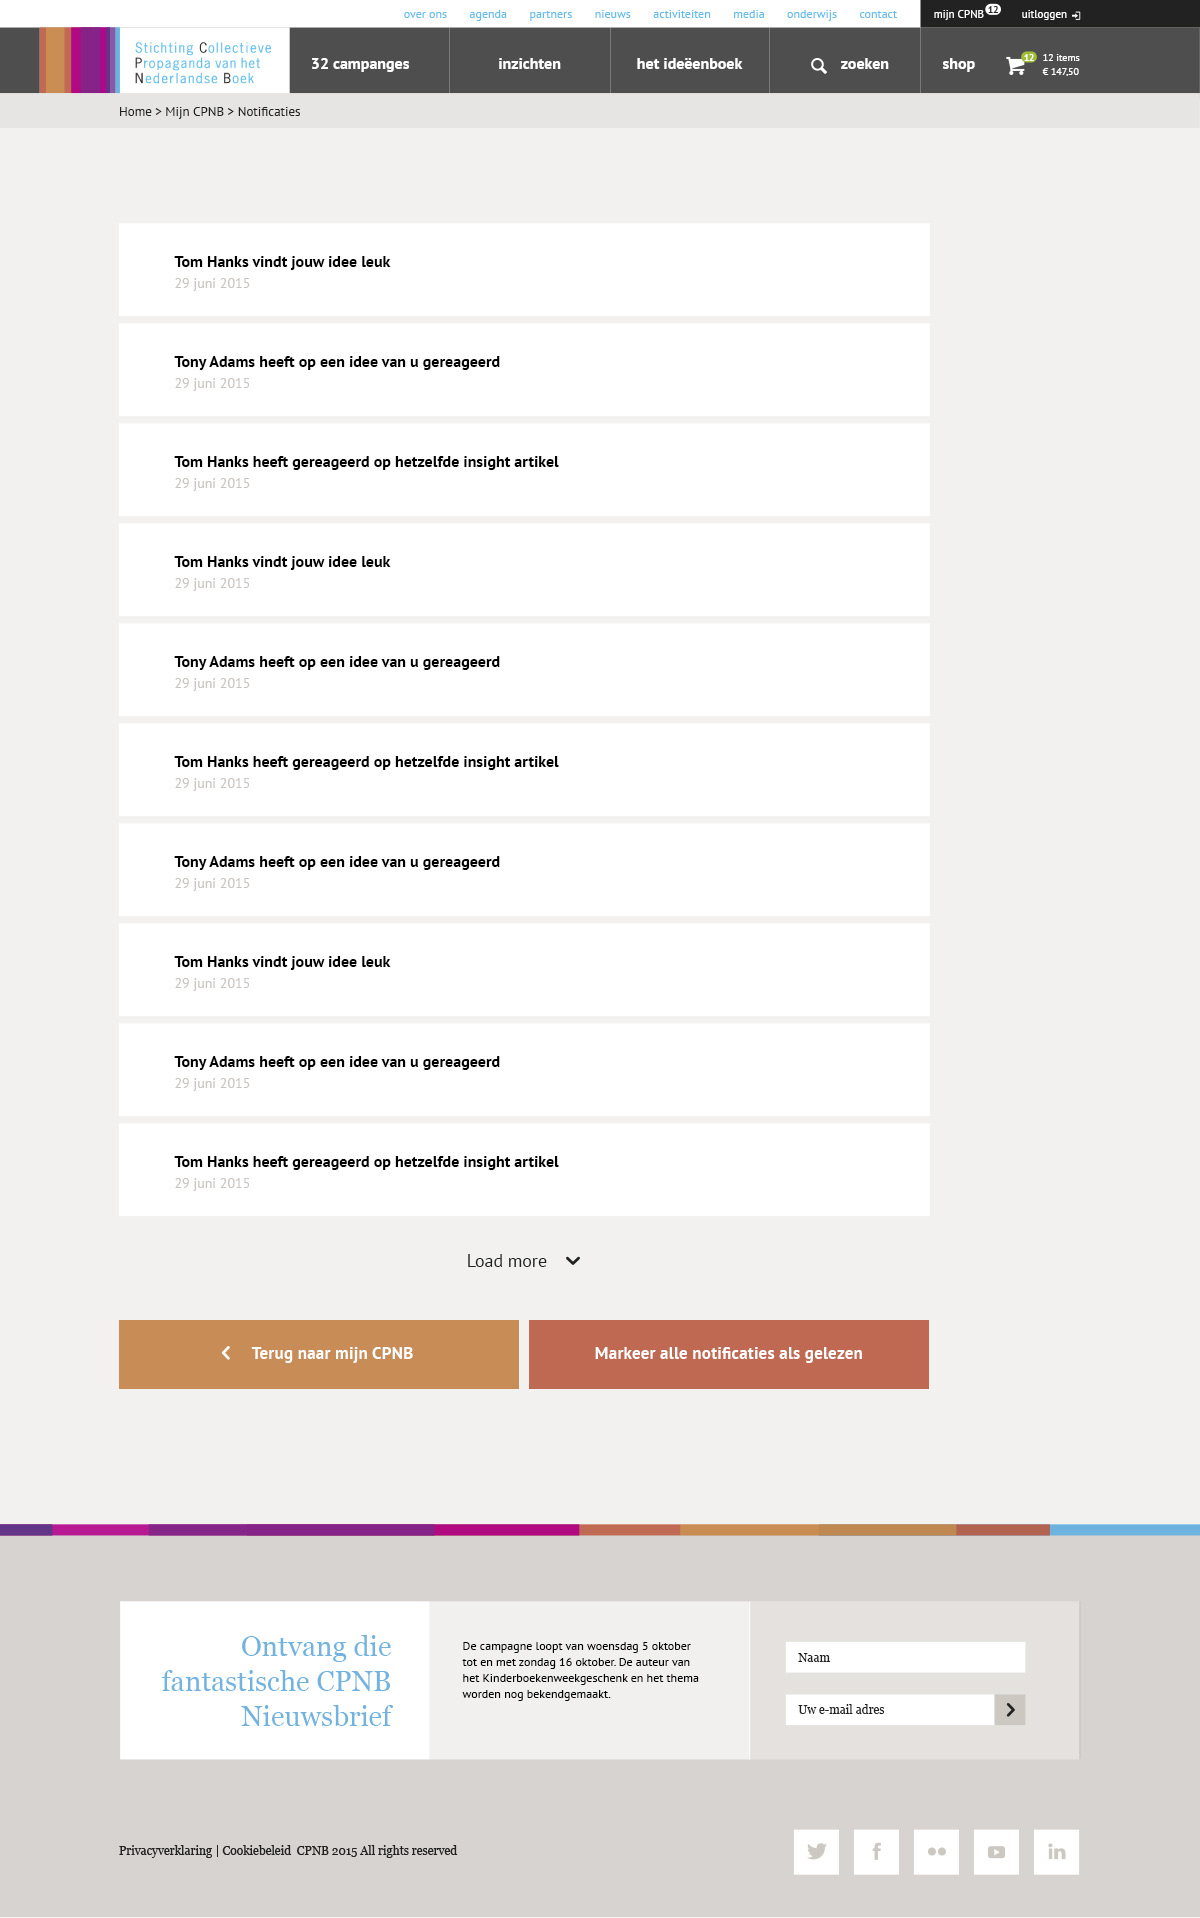 over ons agenda partners nieuws activiteiten media onderwijs contact mijn CPNB 12 uitloggen
Stichting Collectieve
Propaganda van het
Nederlandse Boek
32 campanges inzichten het ideëenboek zoeken shop 12 12 items
€ 147,50
Home > Mijn CPNB > Notificaties
Tom Hanks vindt jouw idee leuk
29 juni 2015
Tony Adams heeft op een idee van u gereageerd
29 juni 2015
Tom Hanks heeft gereageerd op hetzelfde insight artikel
29 juni 2015
Tom Hanks vindt jouw idee leuk
29 juni 2015
Tony Adams heeft op een idee van u gereageerd
29 juni 2015
Tom Hanks heeft gereageerd op hetzelfde insight artikel
29 juni 2015
Tony Adams heeft op een idee van u gereageerd
29 juni 2015
Tom Hanks vindt jouw idee leuk
29 juni 2015
Tony Adams heeft op een idee van u gereageerd
29 juni 2015
Tom Hanks heeft gereageerd op hetzelfde insight artikel
29 juni 2015
Load more
Terug naar mijn CPNB
Markeer alle notificaties als gelezen
Ontvang die
fantastische CPNB
Nieuwsbrief
De campagne loopt van woensdag 5 oktober
tot en met zondag 16 oktober. De auteur van
het Kinderboekenweekgeschenk en het thema
worden nog bekendgemaakt.
Naam
Uw e-mail adres
Privacyverklaring | Cookiebeleid CPNB 2015 All rights reserved